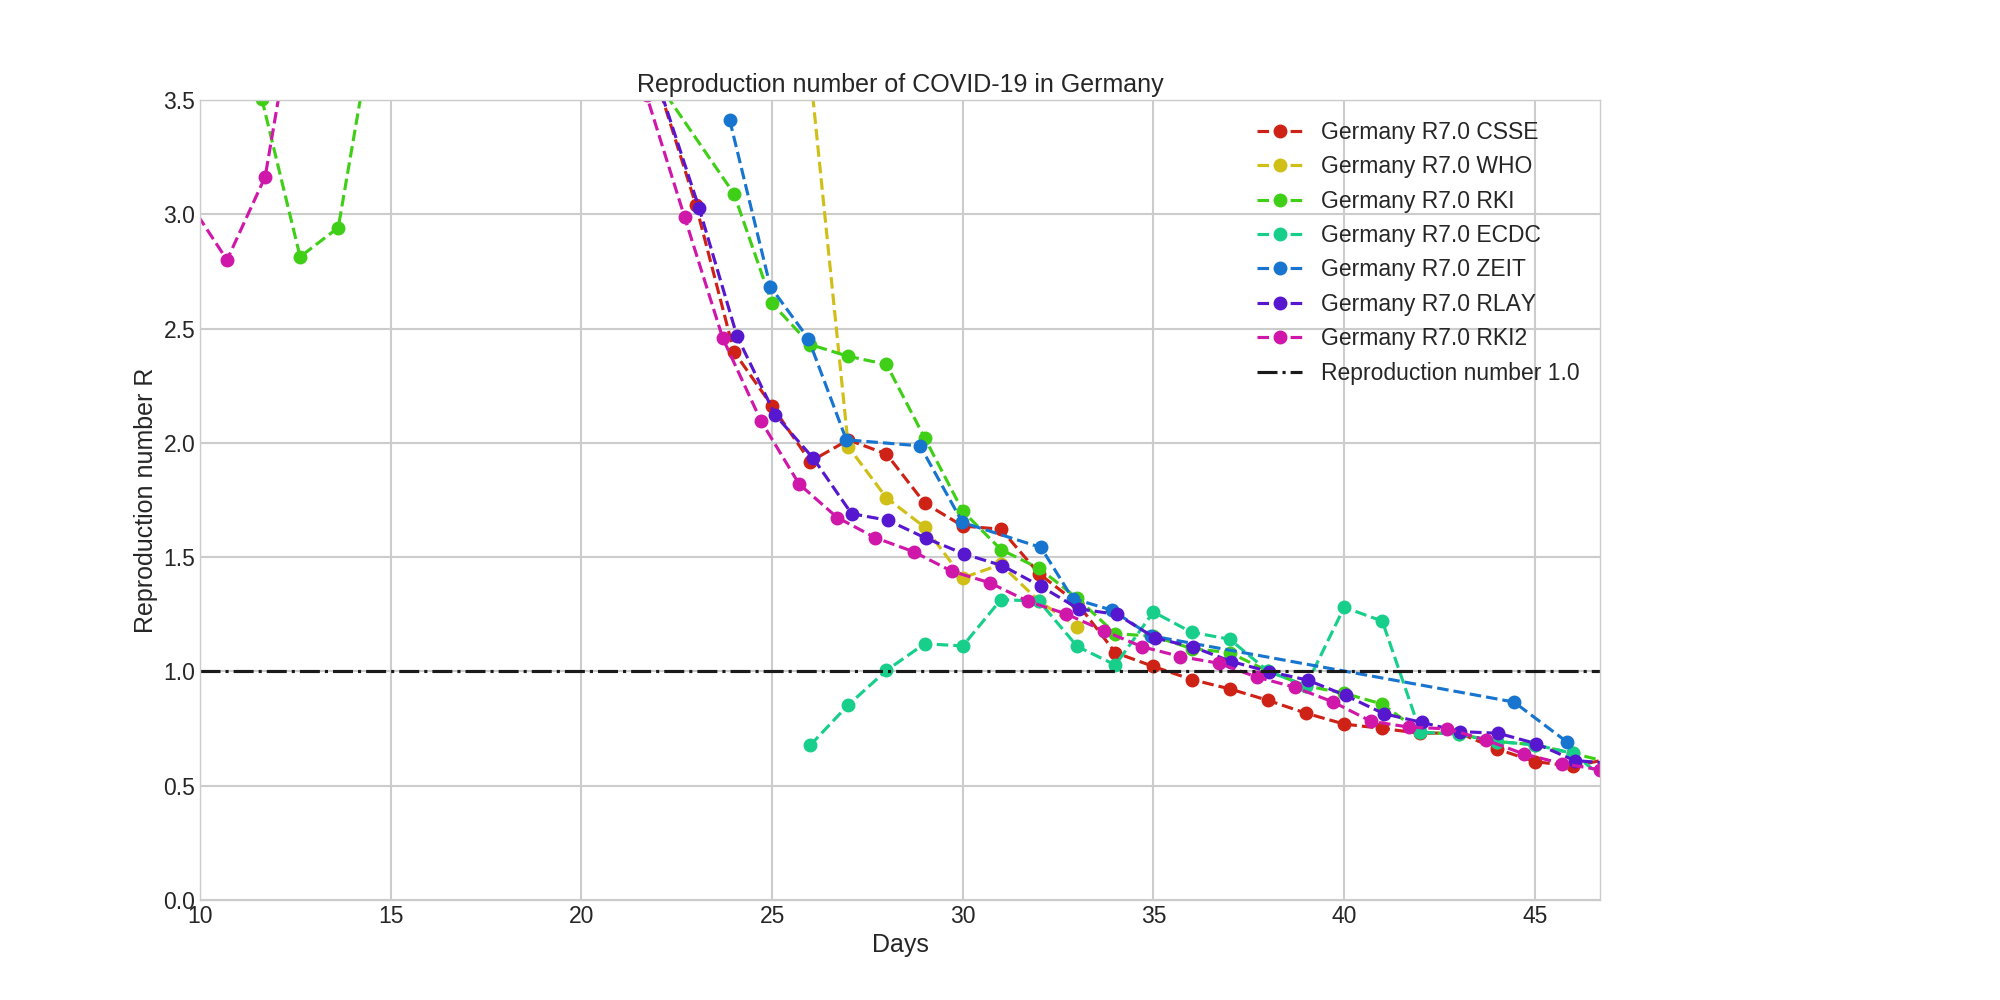 Reproduction number of COVID-19 in Germany
Reproduction number R
3.5
3.0
2.5
2.0
1.5
1.0
0.5
0.0
Germany R7.0 CSSE
Germany R7.0 WHO
Germany R7.0 RKI
Germany R7.0 ECDC
Germany R7.0 ZEIT
Germany R7.0 RLAY
Germany R7.0 RKI2
Reproduction number 1.0
10 15 20 25 30 35 40 45
Days